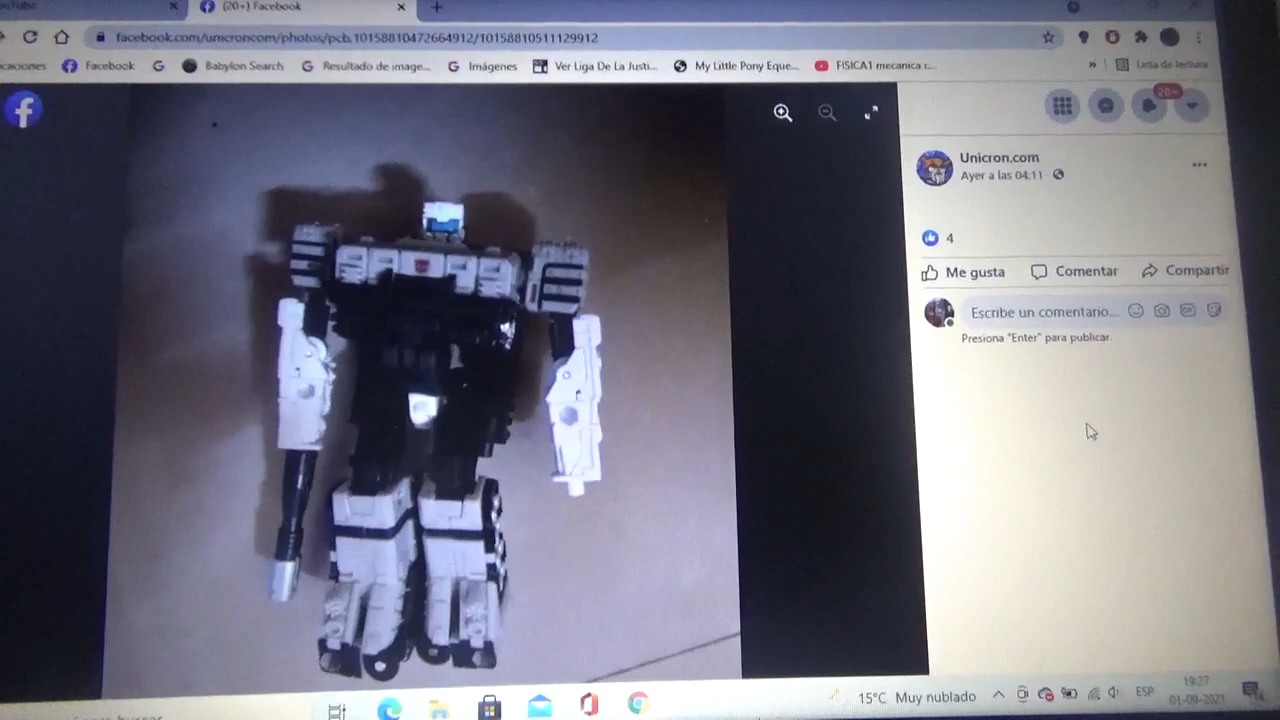 (20+) Facebook
facebook.com/unicroncom/photos/pcb.10158810472664912/10158810511129912
Facebook
Babylon Search
Resultado de image...
Imágenes
Ver Liga De La Justi...
My Little Pony Eque...
FISICA1 mecanica c...
»
Lista de lectura
20+
Unicron.com
Ayer a las 04:11
4
Me gusta
Comentar
Compartir
Escribe un comentario...
Presiona "Enter" para publicar.
15°C Muy nublado
ESP
19:27
01-09-2021